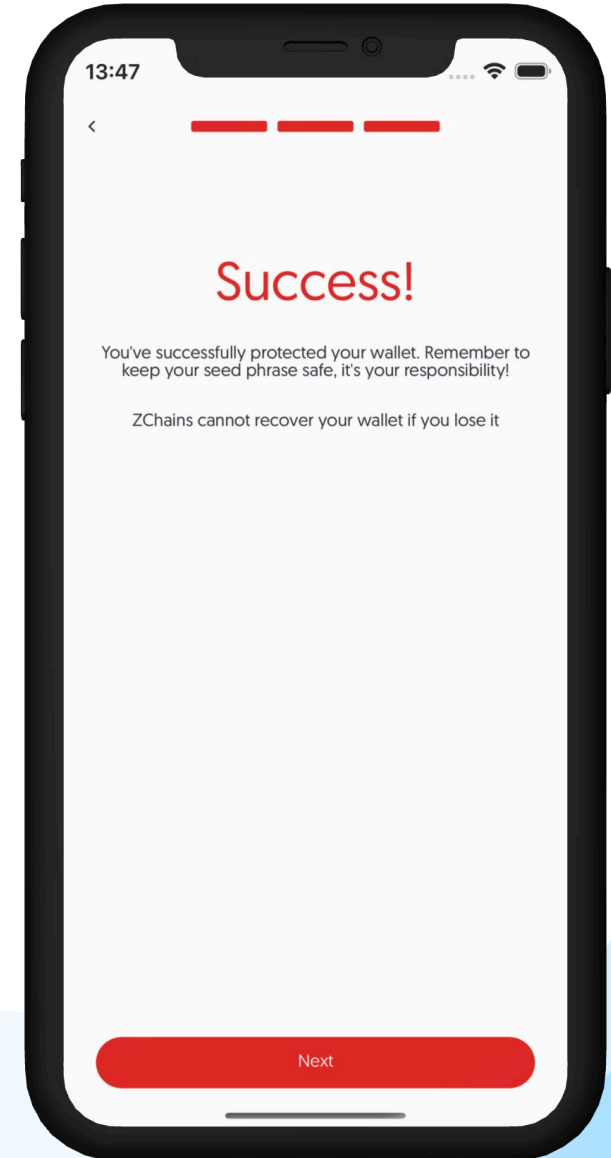 13:47
Success!
You've successfully protected your wallet. Remember to
keep your seed phrase safe, it's your responsibility!
ZChains cannot recover your wallet if you lose it
Next